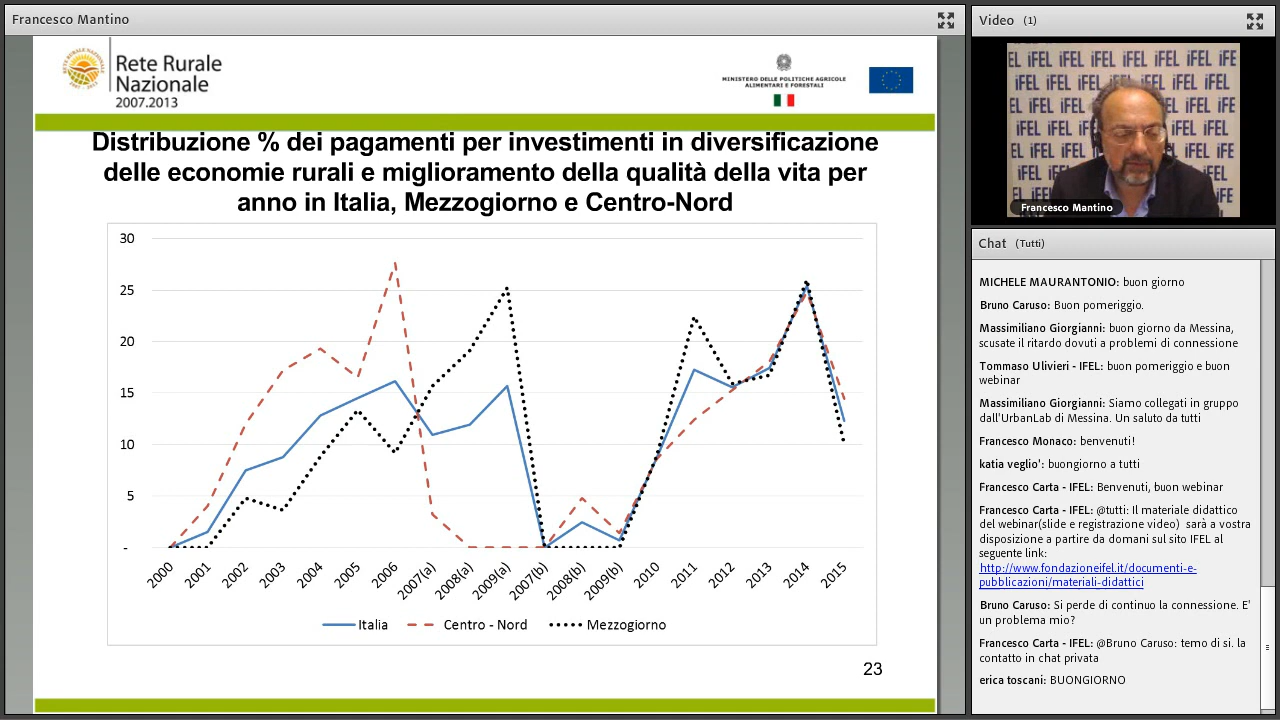 Francesco Mantino
Rete Rurale
Nazionale
2007.2013
MINISTERO DELLE POLITICHE AGRICOLE
ALIMENTARI E FORESTALI
Distribuzione % dei pagamenti per investimenti in diversificazione
delle economie rurali e miglioramento della qualità della vita per
anno in Italia, Mezzogiorno e Centro-Nord
30
25
20
15
10
5
-
2000
2001
2002
2003
2004
2005
2006
2007(a)
2008(a)
2009(a)
2007(b)
2008(b)
2009(b)
2010
2011
2012
2013
2014
2015
Italia
Centro - Nord
Mezzogiorno
23
Video (1)
Francesco Mantino
Chat (Tutti)
MICHELE MAURANTONIO: buon giorno
Bruno Caruso: Buon pomeriggio.
Massimiliano Giorgianni: buon giorno da Messina,
scusate il ritardo dovuti a problemi di connessione
Tommaso Ulivieri - IFEL: buon pomeriggio e buon
webinar
Massimiliano Giorgianni: Siamo collegati in gruppo
dall'UrbanLab di Messina. Un saluto da tutti
Francesco Monaco: benvenuti!
katia veglio': buongiorno a tutti
Francesco Carta - IFEL: Benvenuti, buon webinar
Francesco Carta - IFEL: @tutti: Il materiale didattico
del webinar(slide e registrazione video) sarà a vostra
disposizione a partire da domani sul sito IFEL al
seguente link:
http://www.fondazioneifel.it/documenti-e-
pubblicazioni/materiali-didattici
Bruno Caruso: Si perde di continuo la connessione. E'
un problema mio?
Francesco Carta - IFEL: @Bruno Caruso: temo di si. la
contatto in chat privata
erica toscani: BUONGIORNO